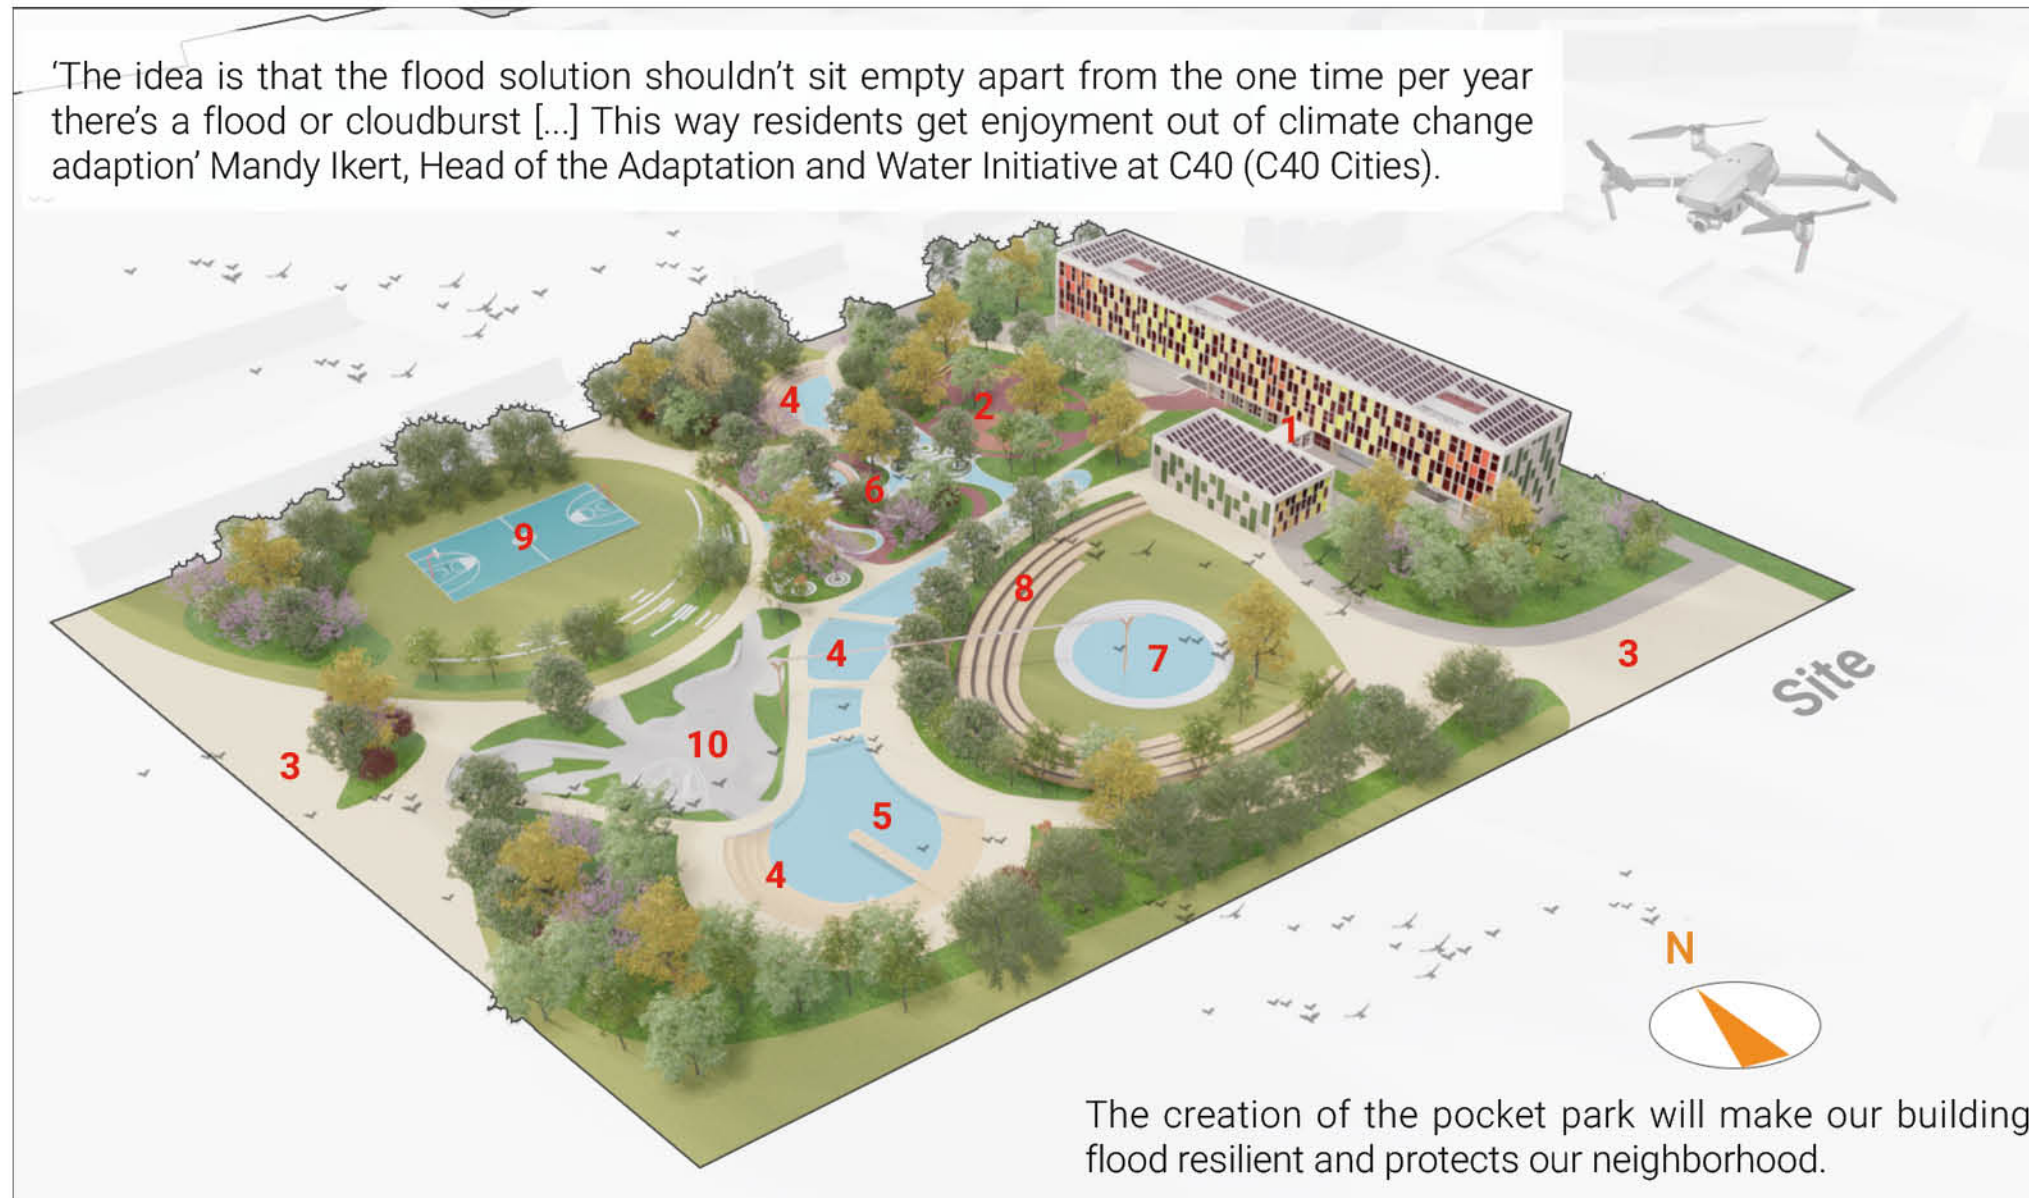 ‘The idea is that the flood solution shouldn’t sit empty apart from the one time per year
there’s a flood or cloudburst [...] This way residents get enjoyment out of climate change
adaption’ Mandy Ikert, Head of the Adaptation and Water Initiative at C40 (C40 Cities).
4
2
1
6
9
8
4
7
3
Site
3
10
5
4
N
The creation of the pocket park will make our building
flood resilient and protects our neighborhood.